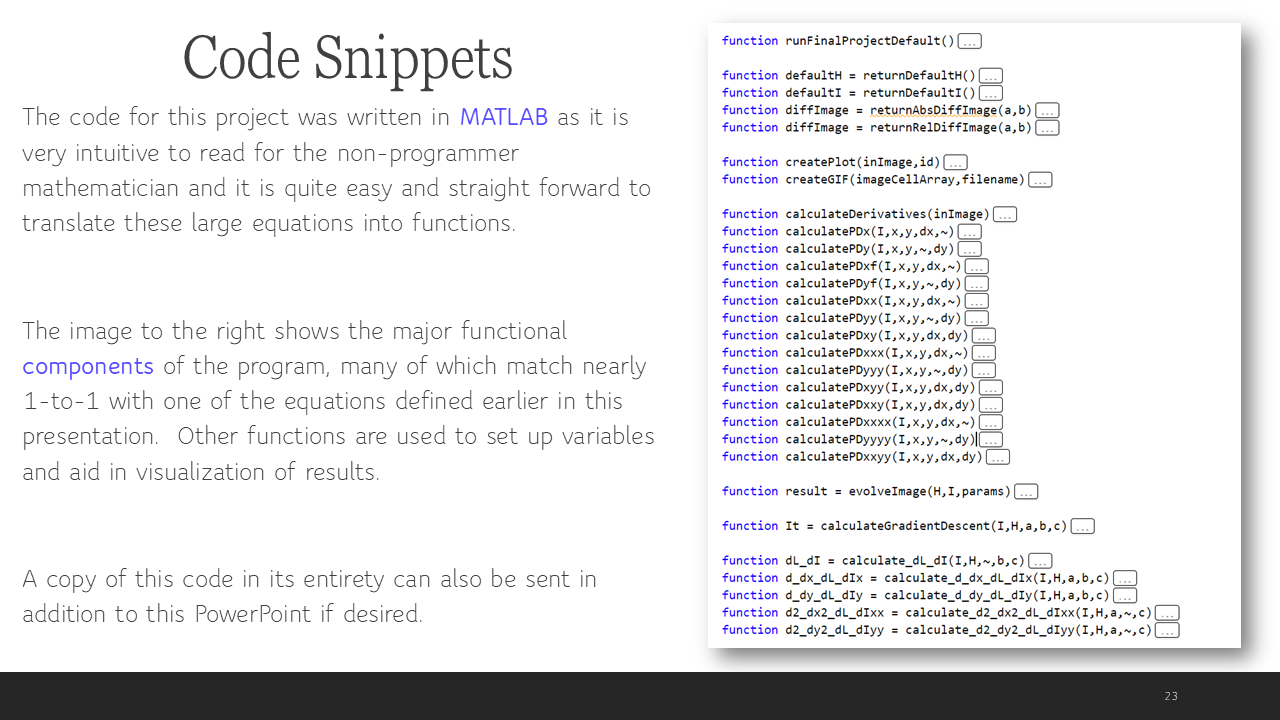 Code Snippets
The code for this project was written in MATLAB as it is
very intuitive to read for the non-programmer
mathematician and it is quite easy and straight forward to
translate these large equations into functions.
The image to the right shows the major functional
components of the program, many of which match nearly
1-to-1 with one of the equations defined earlier in this
presentation.  Other functions are used to set up variables
and aid in visualization of results.
A copy of this code in its entirety can also be sent in
addition to this PowerPoint if desired.
function runFinalProjectDefault() ...
function defaultH = returnDefaultH() ...
function defaultI = returnDefaultI() ...
function diffImage = returnAbsDiffImage(a,b) ...
function diffImage = returnRelDiffImage(a,b) ...
function createPlot(inImage,id) ...
function createGIF(imageCellArray,filename) ...
function calculateDerivatives(inImage) ...
function calculatePDx(I,x,y,dx,~) ...
function calculatePDy(I,x,y,~,dy) ...
function calculatePDxf(I,x,y,dx,~) ...
function calculatePDyf(I,x,y,~,dy) ...
function calculatePDxx(I,x,y,dx,~) ...
function calculatePDyy(I,x,y,~,dy) ...
function calculatePDxy(I,x,y,dx,dy) ...
function calculatePDxxx(I,x,y,dx,~) ...
function calculatePDyyy(I,x,y,~,dy) ...
function calculatePDxyy(I,x,y,dx,dy) ...
function calculatePDxxy(I,x,y,dx,dy) ...
function calculatePDxxxx(I,x,y,dx,~) ...
function calculatePDyyyy(I,x,y,~,dy) ...
function calculatePDxxyy(I,x,y,dx,dy) ...
function result = evolveImage(H,I,params) ...
function It = calculateGradientDescent(I,H,a,b,c) ...
function dL_dI = calculate_dL_dI(I,H,~,b,c) ...
function d_dx_dL_dIx = calculate_d_dx_dL_dIx(I,H,a,b,c) ...
function d_dy_dL_dIy = calculate_d_dy_dL_dIy(I,H,a,b,c) ...
function d2_dx2_dL_dIxx = calculate_d2_dx2_dL_dIxx(I,H,a,~,c) ...
function d2_dy2_dL_dIyy = calculate_d2_dy2_dL_dIyy(I,H,a,~,c) ...
23